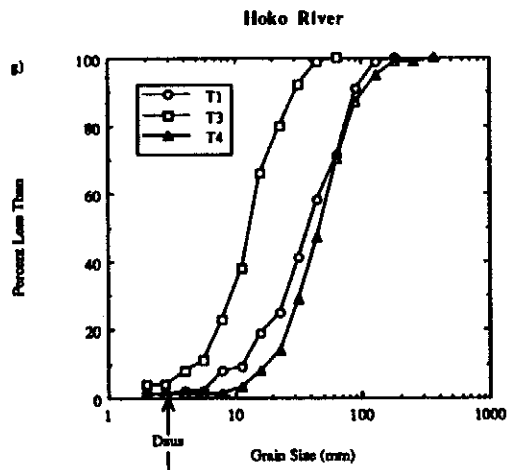 Hoko River
g)
T1
T3
T4
Percent Less Than
100
80
60
40
20
0
1
10
100
1000
Dsus
Grain Size (mm)